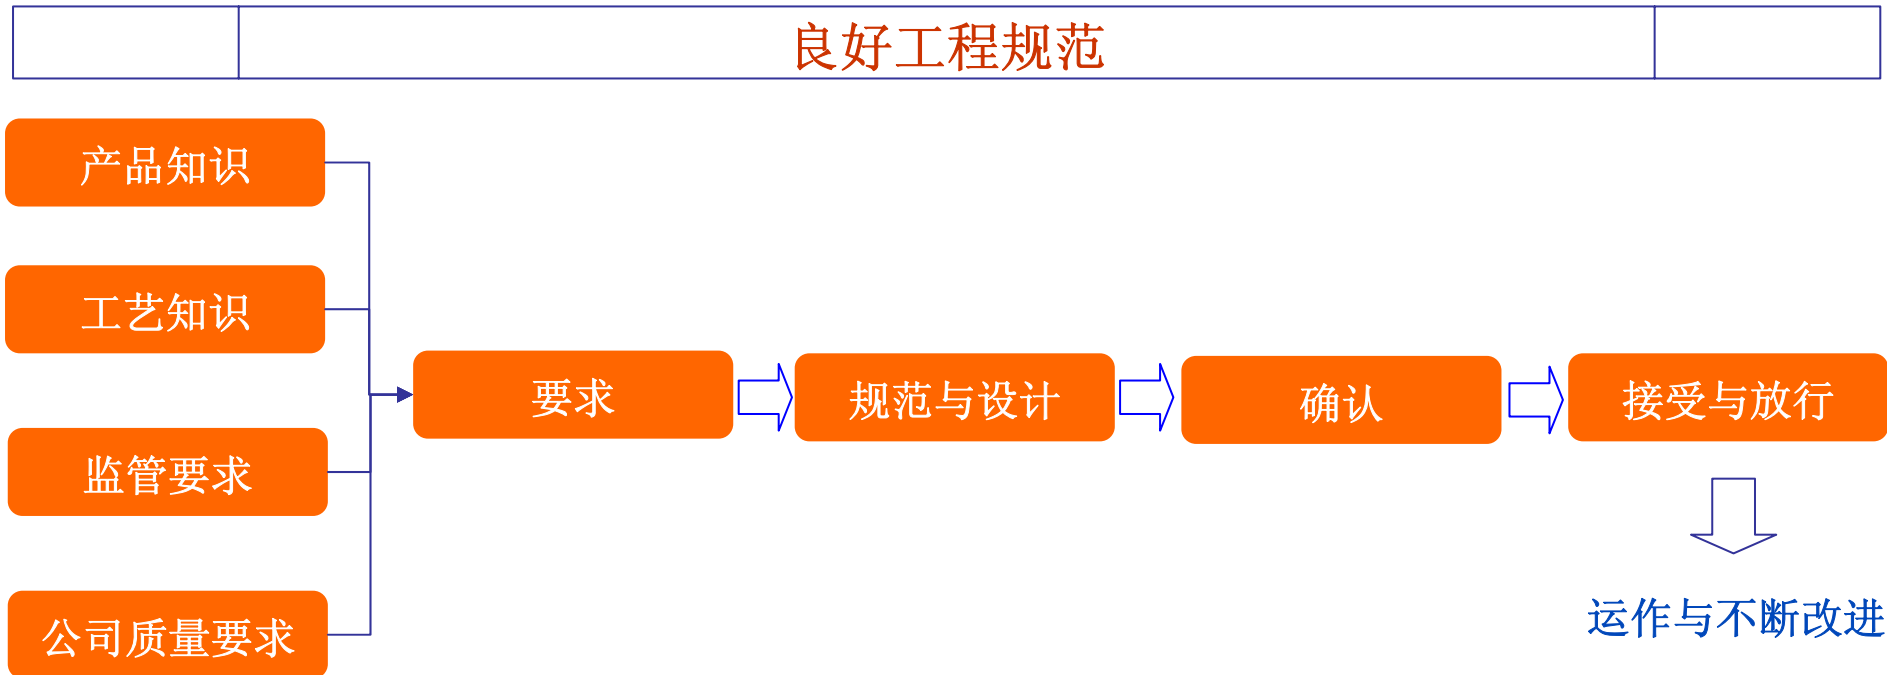 良好工程规范
产品知识
工艺知识
监管要求
公司质量要求
要求
规范与设计
确认
接受与放行
运作与不断改进